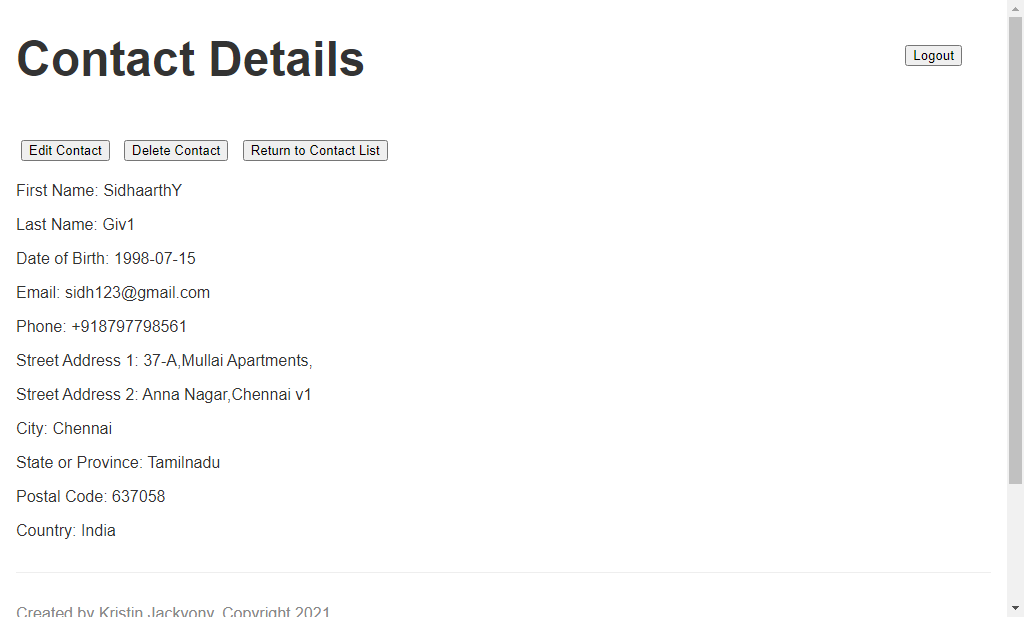 Contact Details
Logout
Edit Contact Delete Contact Return to Contact List
First Name: SidhaarthY
Last Name: Giv1
Date of Birth: 1998-07-15
Email: sidh123@gmail.com
Phone: +918797798561
Street Address 1: 37-A,Mullai Apartments,
Street Address 2: Anna Nagar,Chennai v1
City: Chennai
State or Province: Tamilnadu
Postal Code: 637058
Country: India
Created by Kristin Jackvony, Copyright 2021